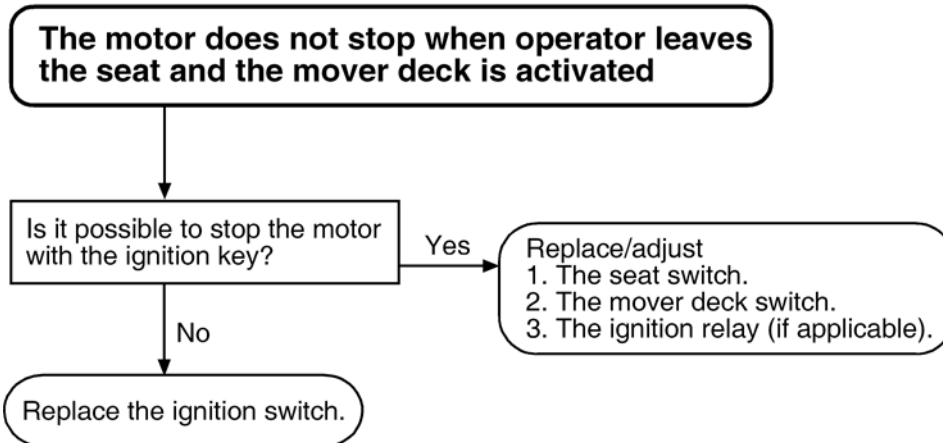 The motor does not stop when operator leaves
the seat and the mover deck is activated
Is it possible to stop the motor
with the ignition key?
Yes
Replace/adjust
1. The seat switch.
2. The mover deck switch.
3. The ignition relay (if applicable).
No
Replace the ignition switch.